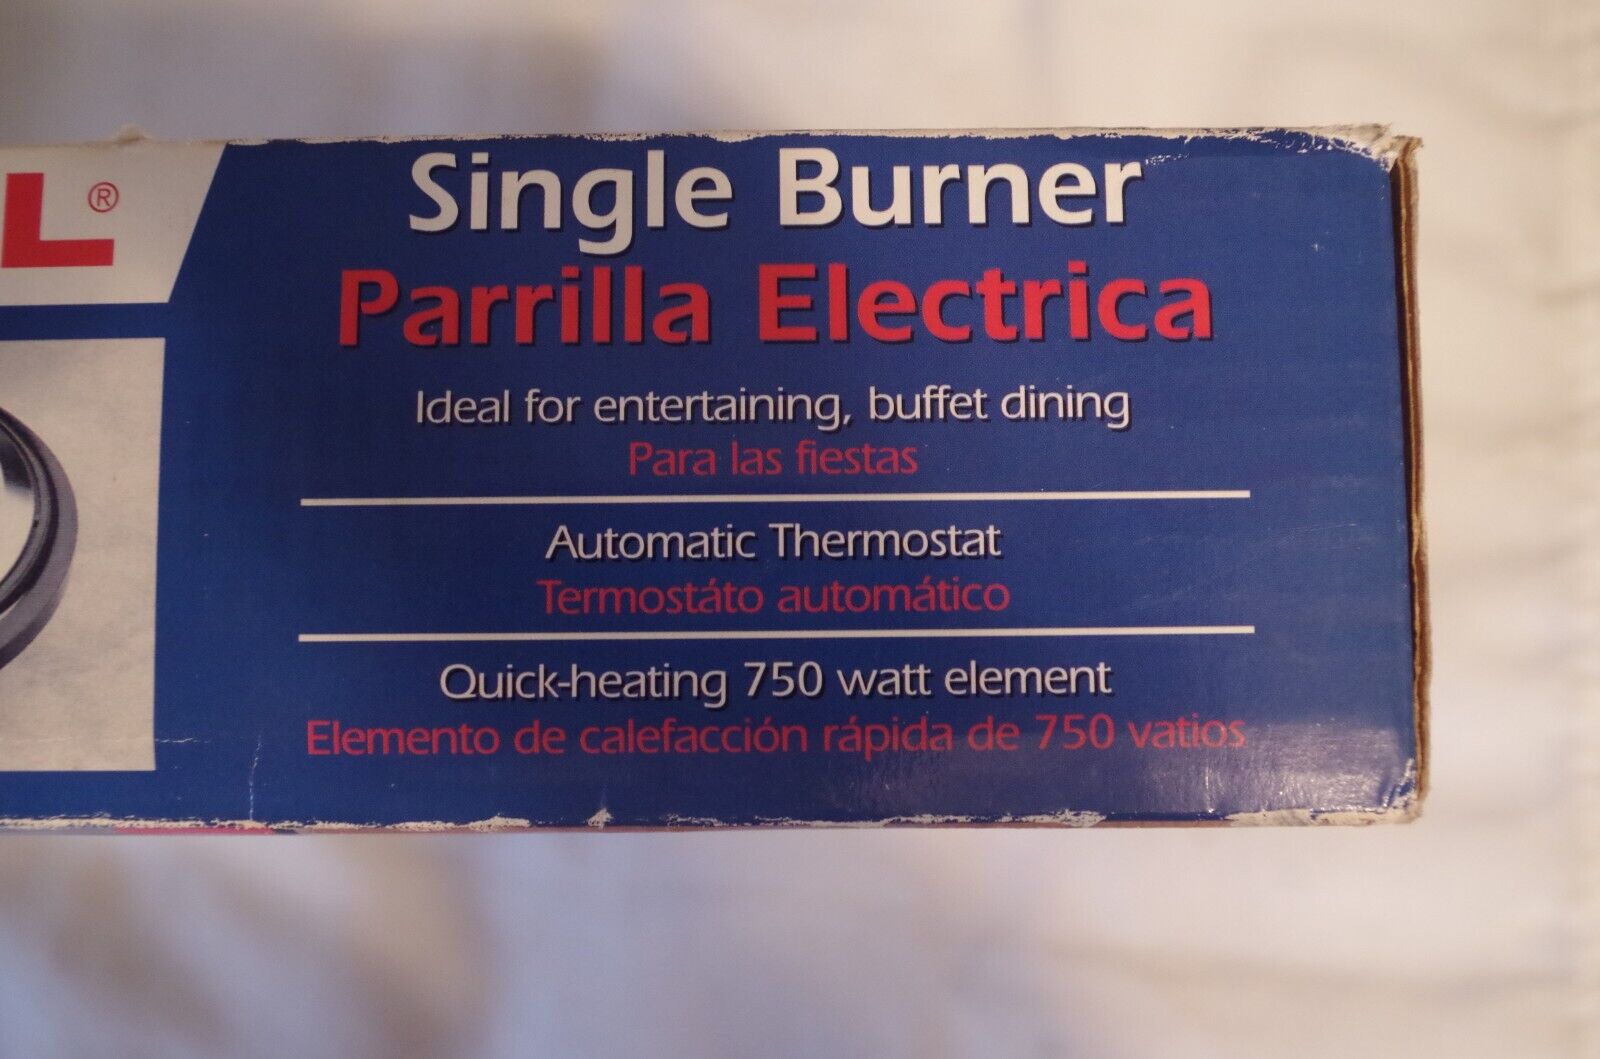 L®
Single Burner
Parrilla Electrica
Ideal for entertaining, buffet dining
Para las fiestas
Automatic Thermostat
Termostáto automático
Quick-heating 750 watt element
Elemento de calefacción rápida de 750 vatios